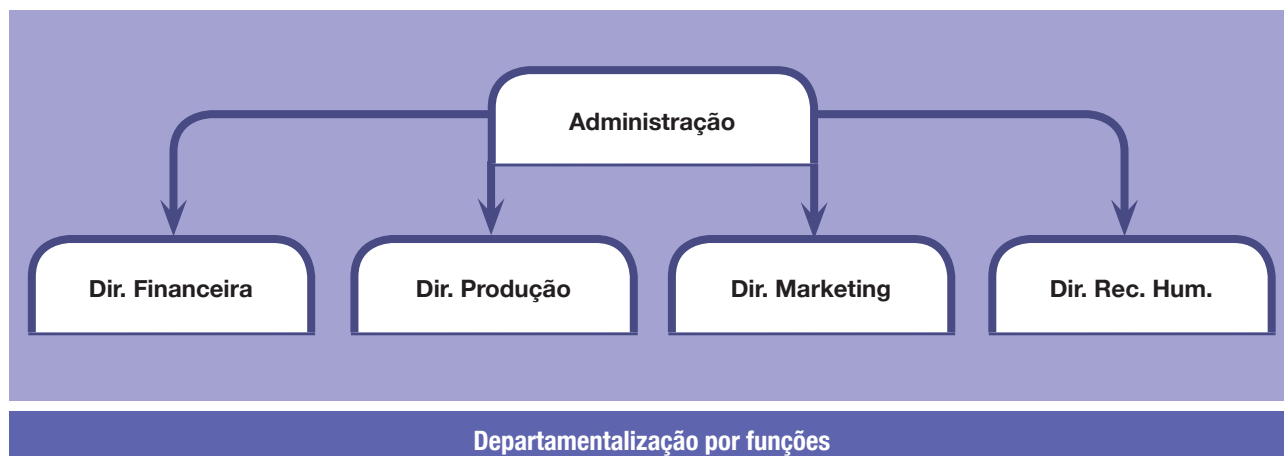 Administração
Dir. Financeira
Dir. Produção
Dir. Marketing
Dir. Rec. Hum.
Departamentalização por funções